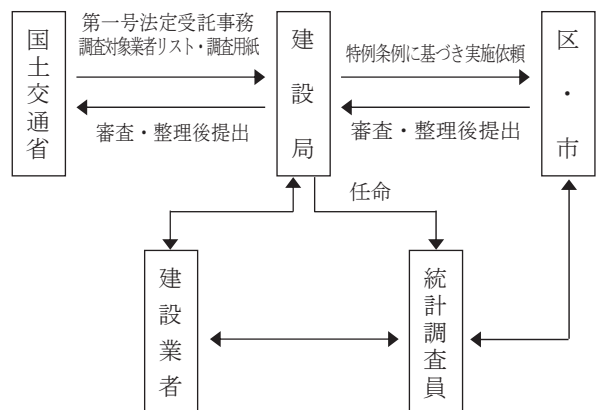 国土交通省
第一号法定受託事務
調査対象業者リスト・調査用紙
審査・整理後提出
建設局
特例条例に基づき実施依頼
審査・整理後提出
区・市
任命
建設業者
統計調査員